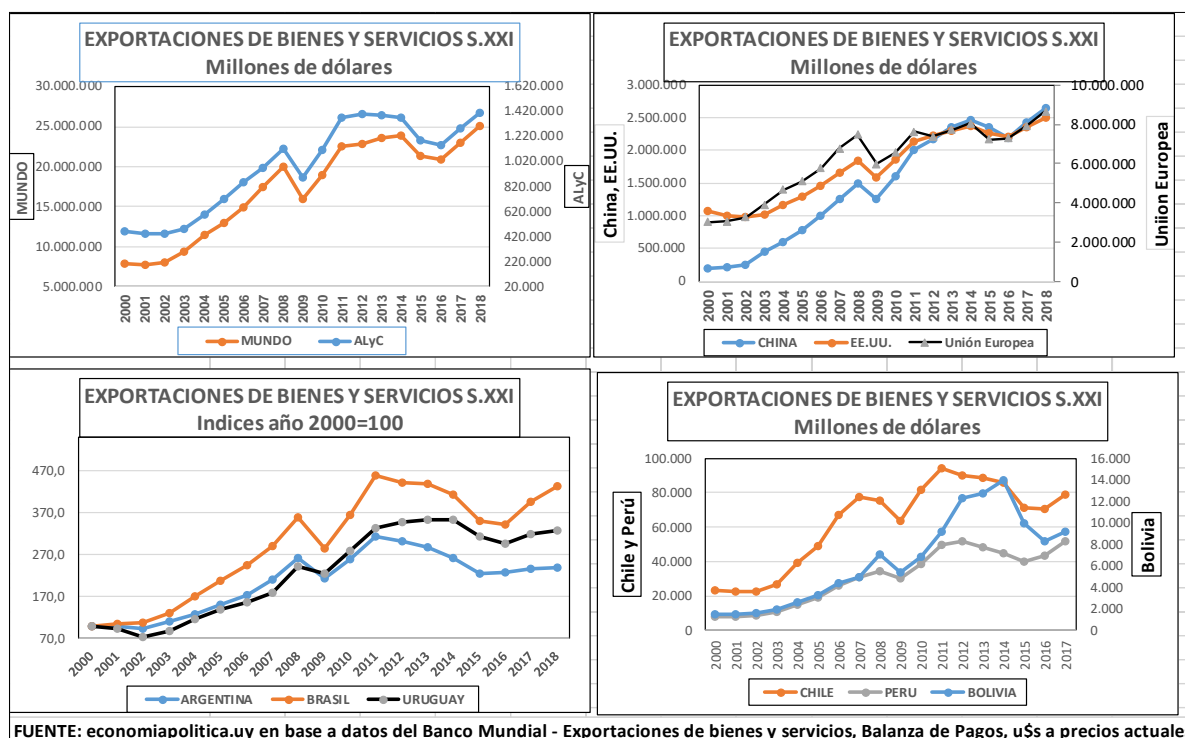 EXPORTACIONES DE BIENES Y SERVICIOS S.XXI
Millones de dólares
30.000.000
25.000.000
20.000.000
15.000.000
10.000.000
5.000.000
MUNDO
1.620.000
1.420.000
1.220.000
1.020.000
820.000
620.000
420.000
220.000
20.000
ALyC
2000 2001 2002 2003 2004 2005 2006 2007 2008 2009 2010 2011 2012 2013 2014 2015 2016 2017 2018
MUNDO ALyC
EXPORTACIONES DE BIENES Y SERVICIOS S.XXI
Millones de dólares
3.000.000
2.500.000
2.000.000
1.500.000
1.000.000
500.000
0
China, EE.UU.
10.000.000
8.000.000
6.000.000
4.000.000
2.000.000
0
Uniion Europea
2000 2001 2002 2003 2004 2005 2006 2007 2008 2009 2010 2011 2012 2013 2014 2015 2016 2017 2018
CHINA EE.UU. Unión Europea
EXPORTACIONES DE BIENES Y SERVICIOS S.XXI
Indices año 2000=100
470,0
370,0
270,0
170,0
70,0
2000 2001 2002 2003 2004 2005 2006 2007 2008 2009 2010 2011 2012 2013 2014 2015 2016 2017 2018
ARGENTINA BRASIL URUGUAY
EXPORTACIONES DE BIENES Y SERVICIOS S.XXI
Millones de dólares
100.000
80.000
60.000
40.000
20.000
0
Chile y Perú
16.000
14.000
12.000
10.000
8.000
6.000
4.000
2.000
0
Bolivia
2000 2001 2002 2003 2004 2005 2006 2007 2008 2009 2010 2011 2012 2013 2014 2015 2016 2017
CHILE PERU BOLIVIA
FUENTE: economiapolitica.uy en base a datos del Banco Mundial - Exportaciones de bienes y servicios, Balanza de Pagos, u$s a precios actuale